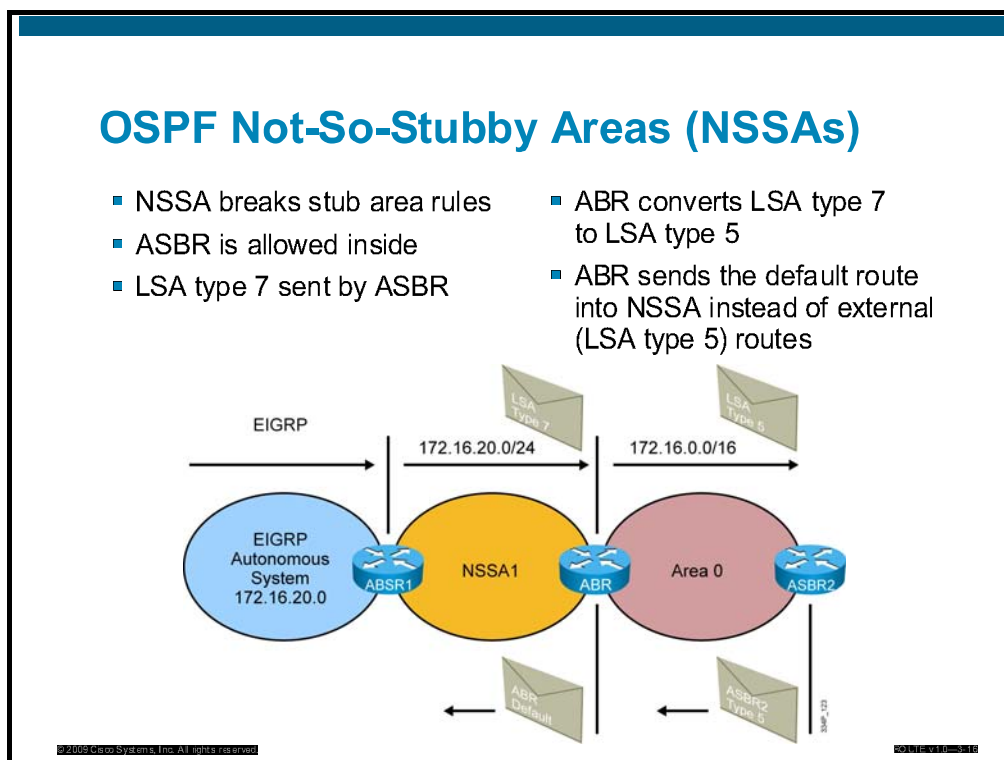 OSPF Not-So-Stubby Areas (NSSAs)
NSSA breaks stub area rules
ASBR is allowed inside
LSA type 7 sent by ASBR
ABR converts LSA type 7
to LSA type 5
ABR sends the default route
into NSSA instead of external
(LSA type 5) routes
LSA
Type 7
LSA
Type 5
EIGRP
172.16.20.0/24
172.16.0.0/16
EIGRP
Autonomous
System
172.16.20.0
ABSR1
NSSA1
ABR
Area 0
ASBR2
ABR
Default
ASBR2
Type 5
334P_123
© 2009 Cisco Systems, Inc. All rights reserved.
ROUTE v1.0—3-16